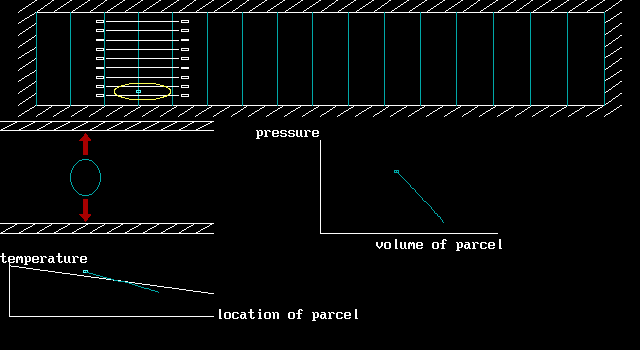 pressure
volume of parcel
temperature
location of parcel